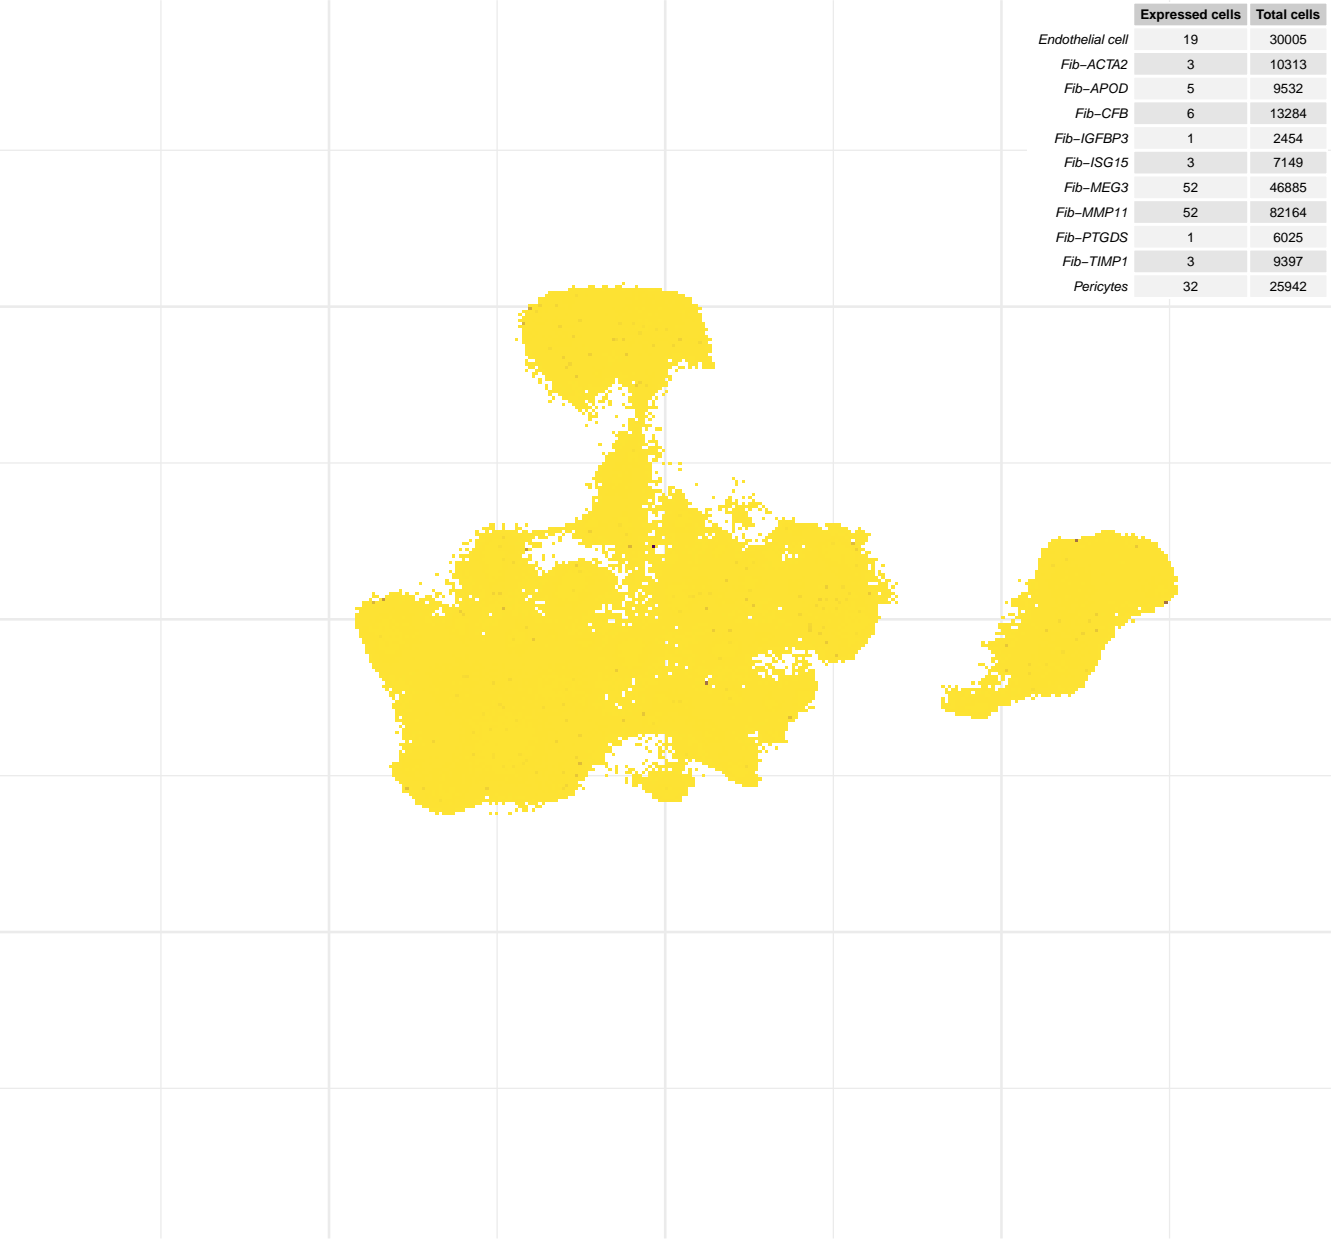 Expressed cells Total cells
Endothelial cell 19 30005
Fib−ACTA2 3 10313
Fib−APOD 5 9532
Fib−CFB 6 13284
Fib−IGFBP3 1 2454
Fib−ISG15 3 7149
Fib−MEG3 52 46885
Fib−MMP11 52 82164
Fib−PTGDS 1 6025
Fib−TIMP1 3 9397
Pericytes 32 25942